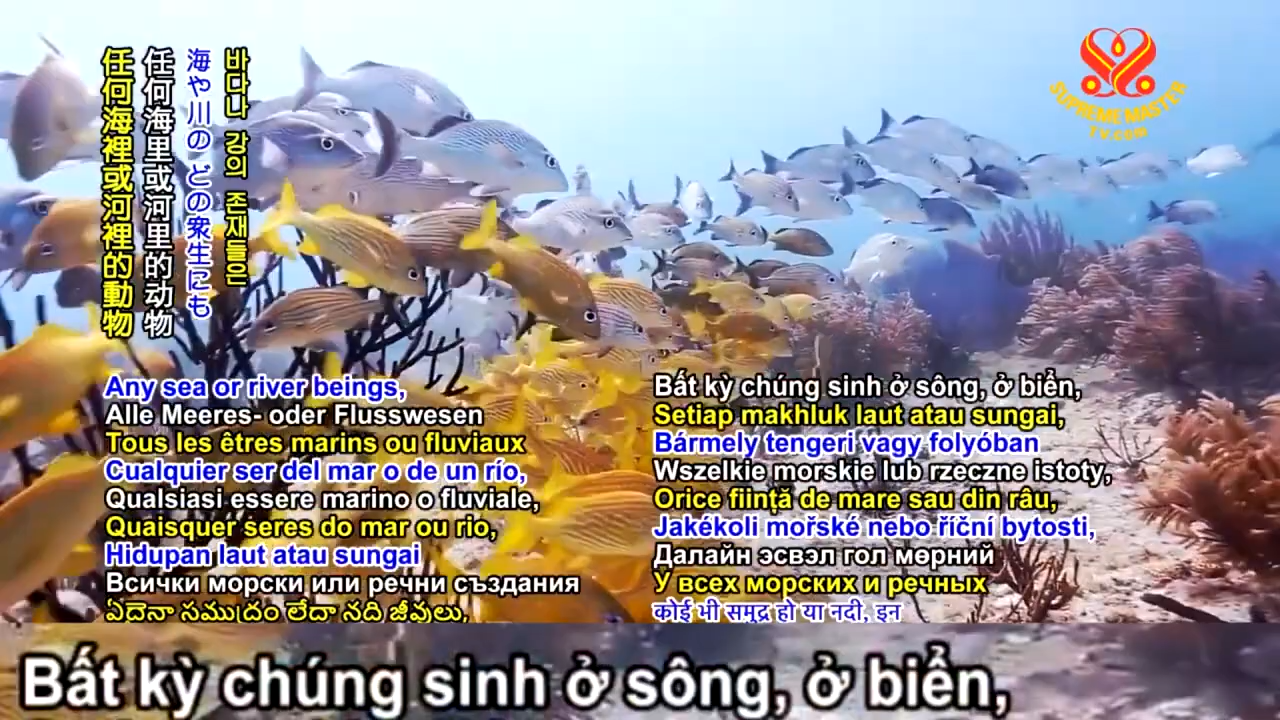 任何海裡或河裡的動物
任何海里或河里的动物
海や川の どの衆生にも
바다나 강의 존재들은
SUPREME MASTER
TV.COM
Any sea or river beings,
Alle Meeres- oder Flusswesen
Tous les êtres marins ou fluviaux
Cualquier ser del mar o de un río,
Qualsiasi essere marino o fluviale,
Quaisquer seres do mar ou rio,
Hidupan laut atau sungai
Всички морски или речни създания
ఏదైనా సముద్రం లేదా నది జీవులు,
Bất kỳ chúng sinh ở sông, ở biển,
Setiap makhluk laut atau sungai,
Bármely tengeri vagy folyóban
Wszelkie morskie lub rzeczne istoty,
Orice ființă de mare sau din râu,
Jakékoli mořské nebo říční bytosti,
Далайн эсвэл гол мөрний
У всех морских и речных
कोई भी समुद्र हो या नदी, इन
Bất kỳ chúng sinh ở sông, ở biển,